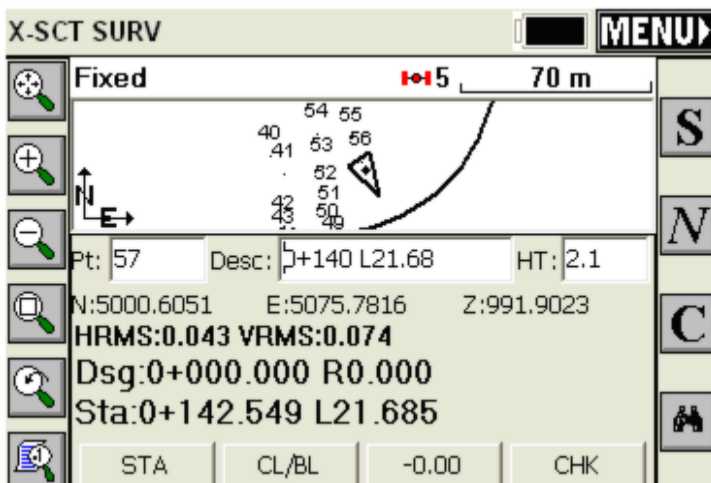 X-SCT SURV MENU
Fixed 5 70 m
54 55
40 53 56
41
52
51
42 50
43 49
N
E
S
N
C
Pt: 57 Desc: 0+140 L21.68 HT: 2.1
N:5000.6051 E:5075.7816 Z:991.9023
HRMS:0.043 VRMS:0.074
Dsg:0+000.000 R0.000
Sta:0+142.549 L21.685
STA CL/BL -0.00 CHK